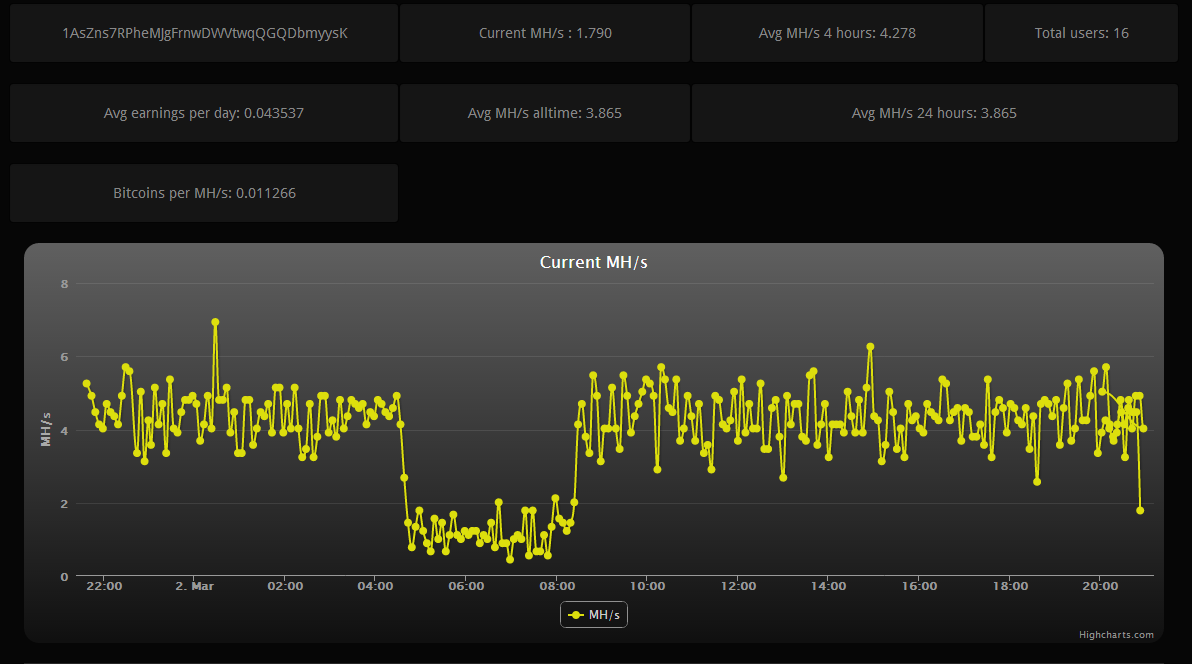 1AsZns7RPheMJgFrnwDWVtwqQGQDbmyysK
Current MH/s : 1.790
Avg MH/s 4 hours: 4.278
Total users: 16
Avg earnings per day: 0.043537
Avg MH/s alltime: 3.865
Avg MH/s 24 hours: 3.865
Bitcoins per MH/s: 0.011266
Current MH/s
8
6
4
2
0
MH/s
22:00 2. Mar 02:00 04:00 06:00 08:00 10:00 12:00 14:00 16:00 18:00 20:00
MH/s
Highcharts.com